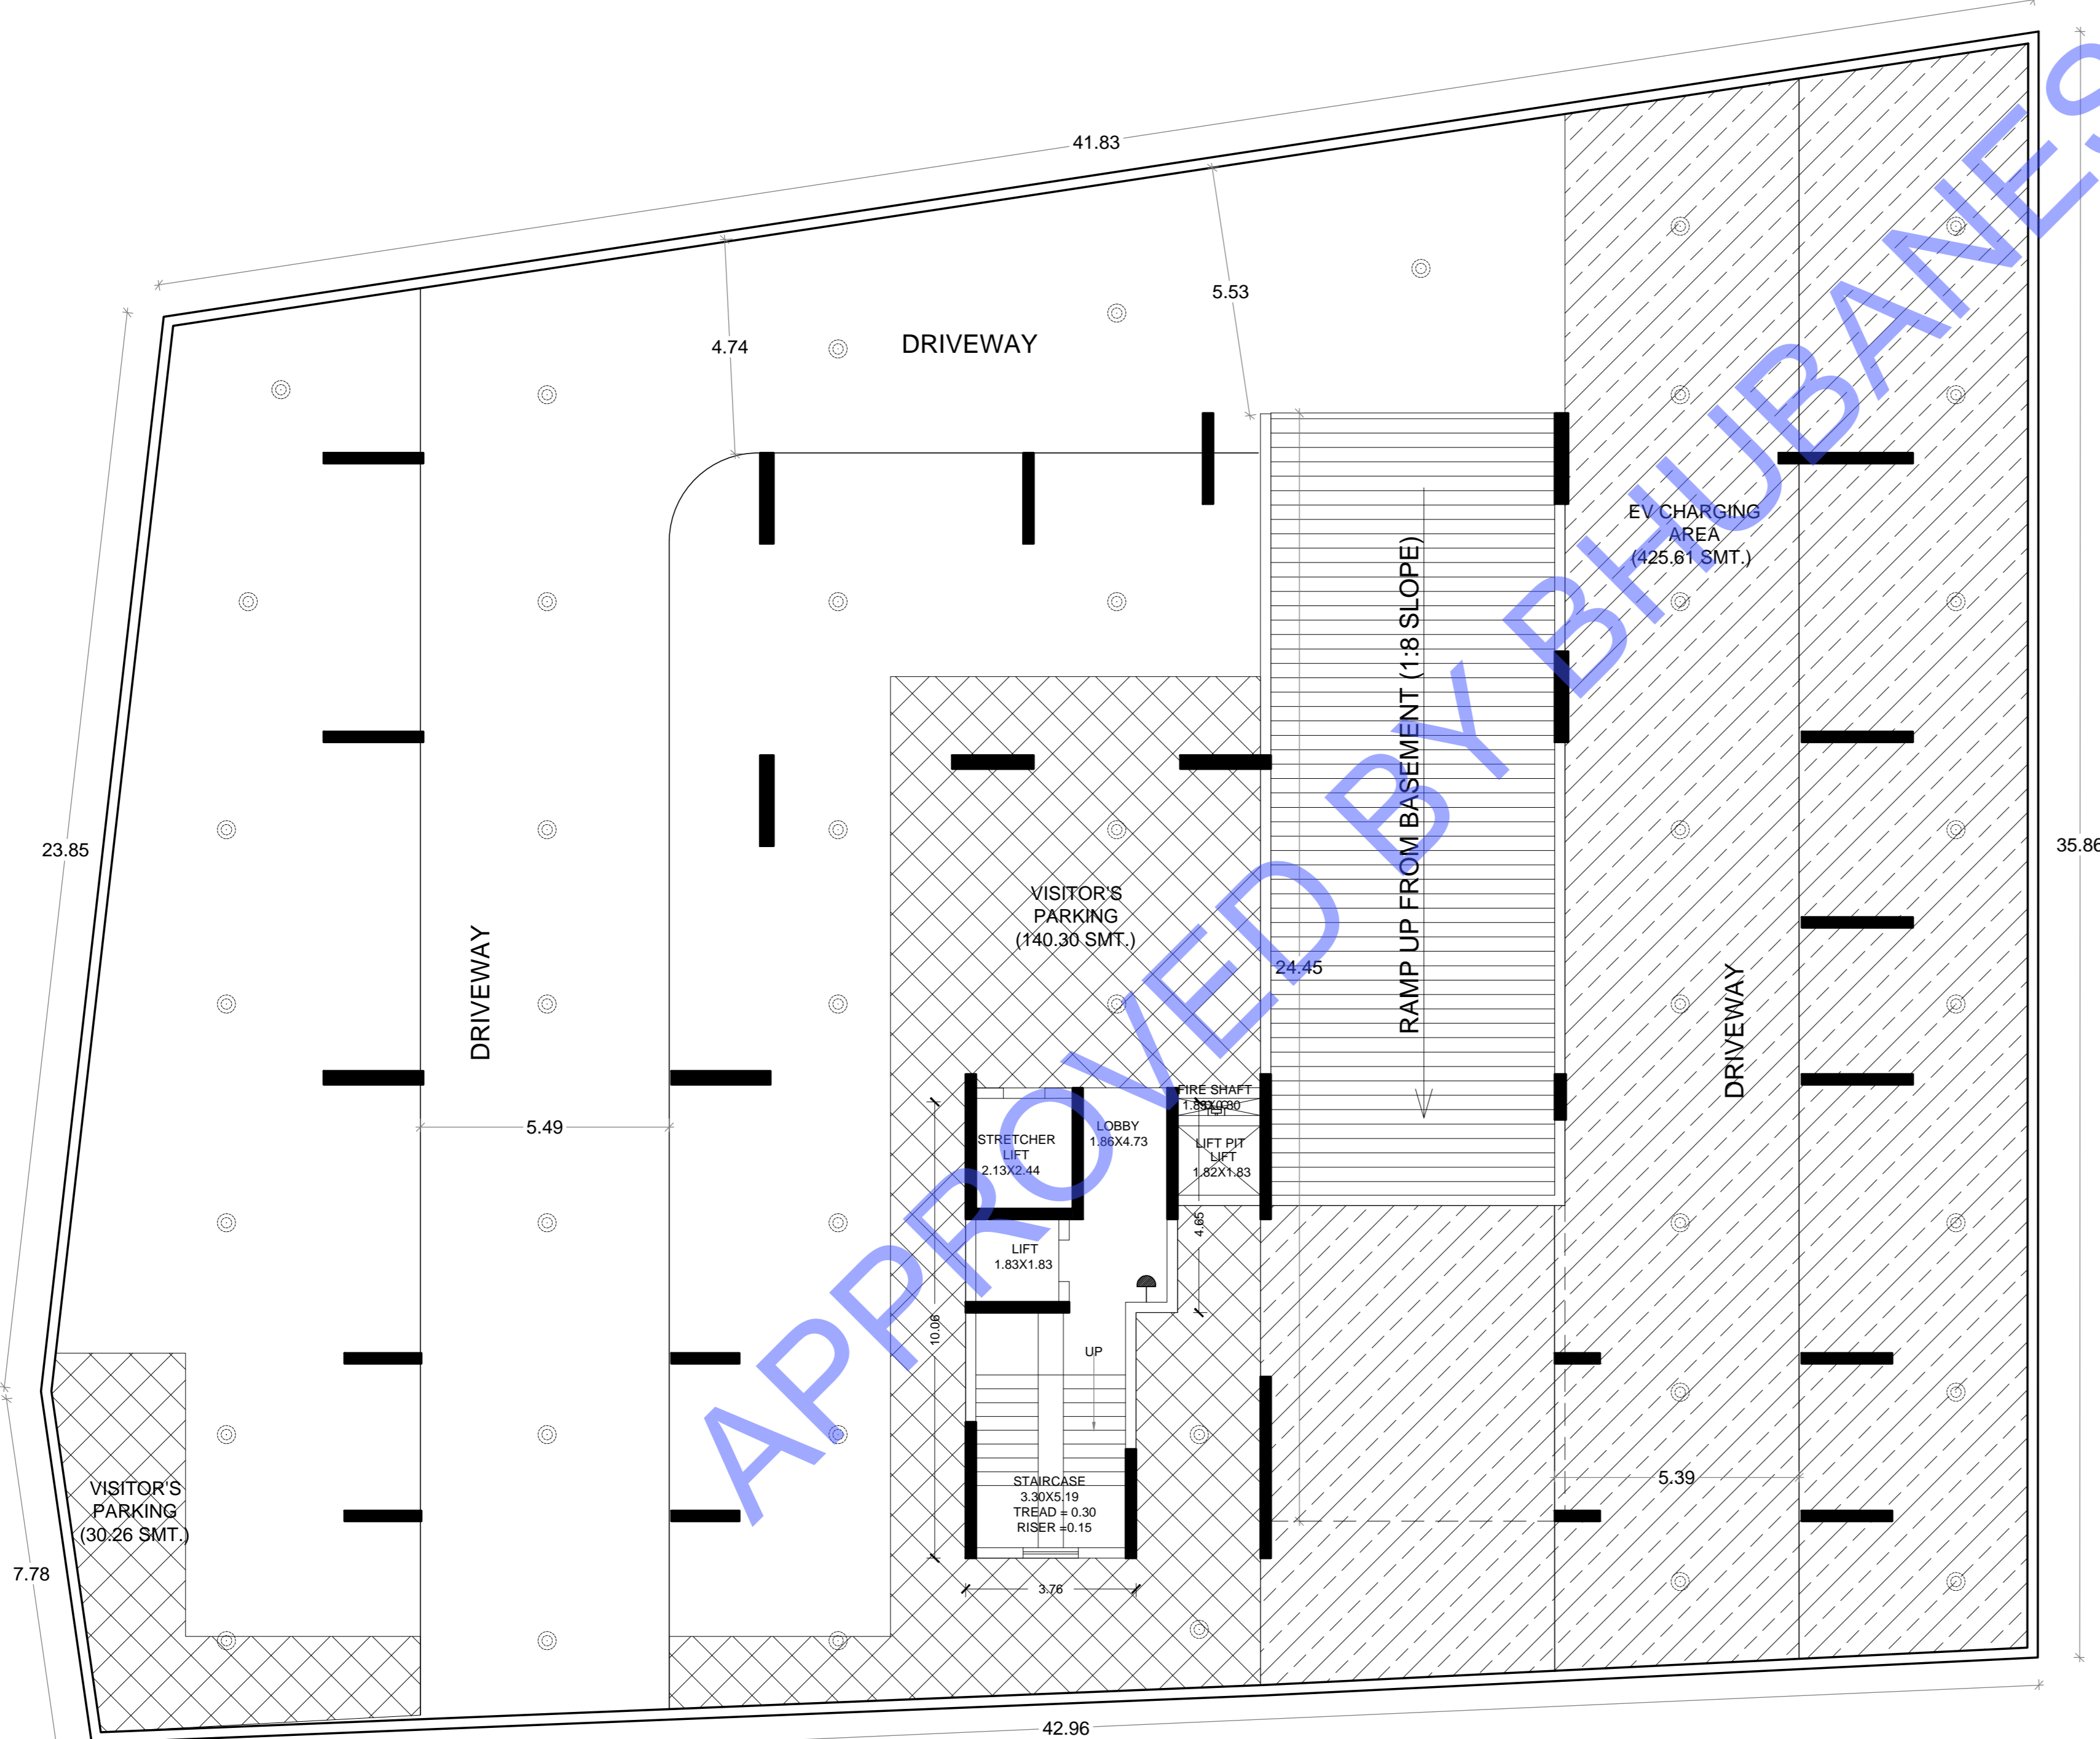 41.83
5.53
4.74
DRIVEWAY
EV CHARGING
AREA
(425.61 SMT.)
RAMP UP FROM BASEMENT (1:8 SLOPE)
23.85
35.86
VISITOR'S
PARKING
(140.30 SMT.)
DRIVEWAY
24.45
DRIVEWAY
5.49
FIRE SHAFT
STRETCHER
LIFT
2.13X2.44
LOBBY
1.86X4.73
LIFT PIT
LIFT
1.82X1.83
4.65
LIFT
1.83X1.83
10.06
UP
STAIRCASE
3.30X5.19
TREAD = 0.30
RISER =0.15
5.39
VISITOR'S
PARKING
(30.26 SMT.)
7.78
3.76
42.96
APPROVED BY BHUBANES